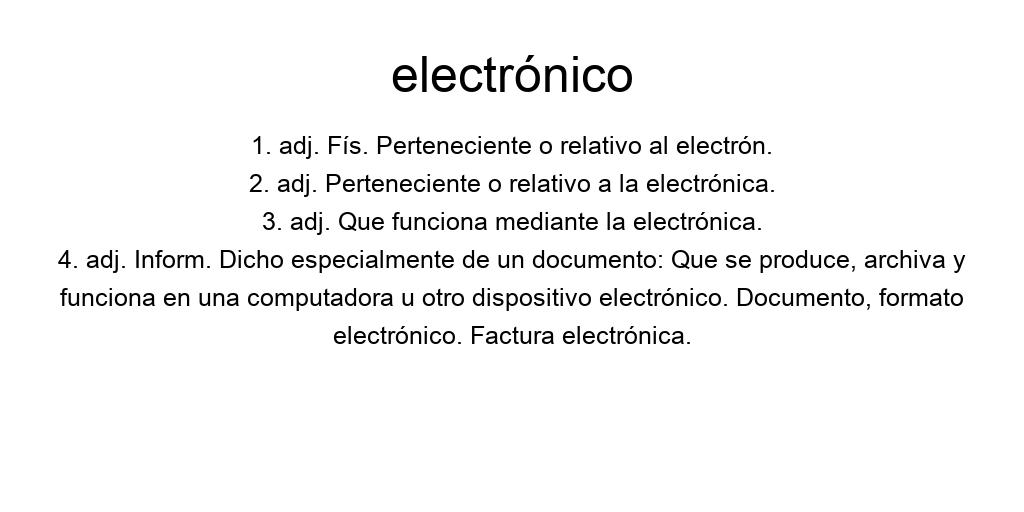 electrónico
1. adj. Fís. Perteneciente o relativo al electrón.
2. adj. Perteneciente o relativo a la electrónica.
3. adj. Que funciona mediante la electrónica.
4. adj. Inform. Dicho especialmente de un documento: Que se produce, archiva y
funciona en una computadora u otro dispositivo electrónico. Documento, formato
electrónico. Factura electrónica.